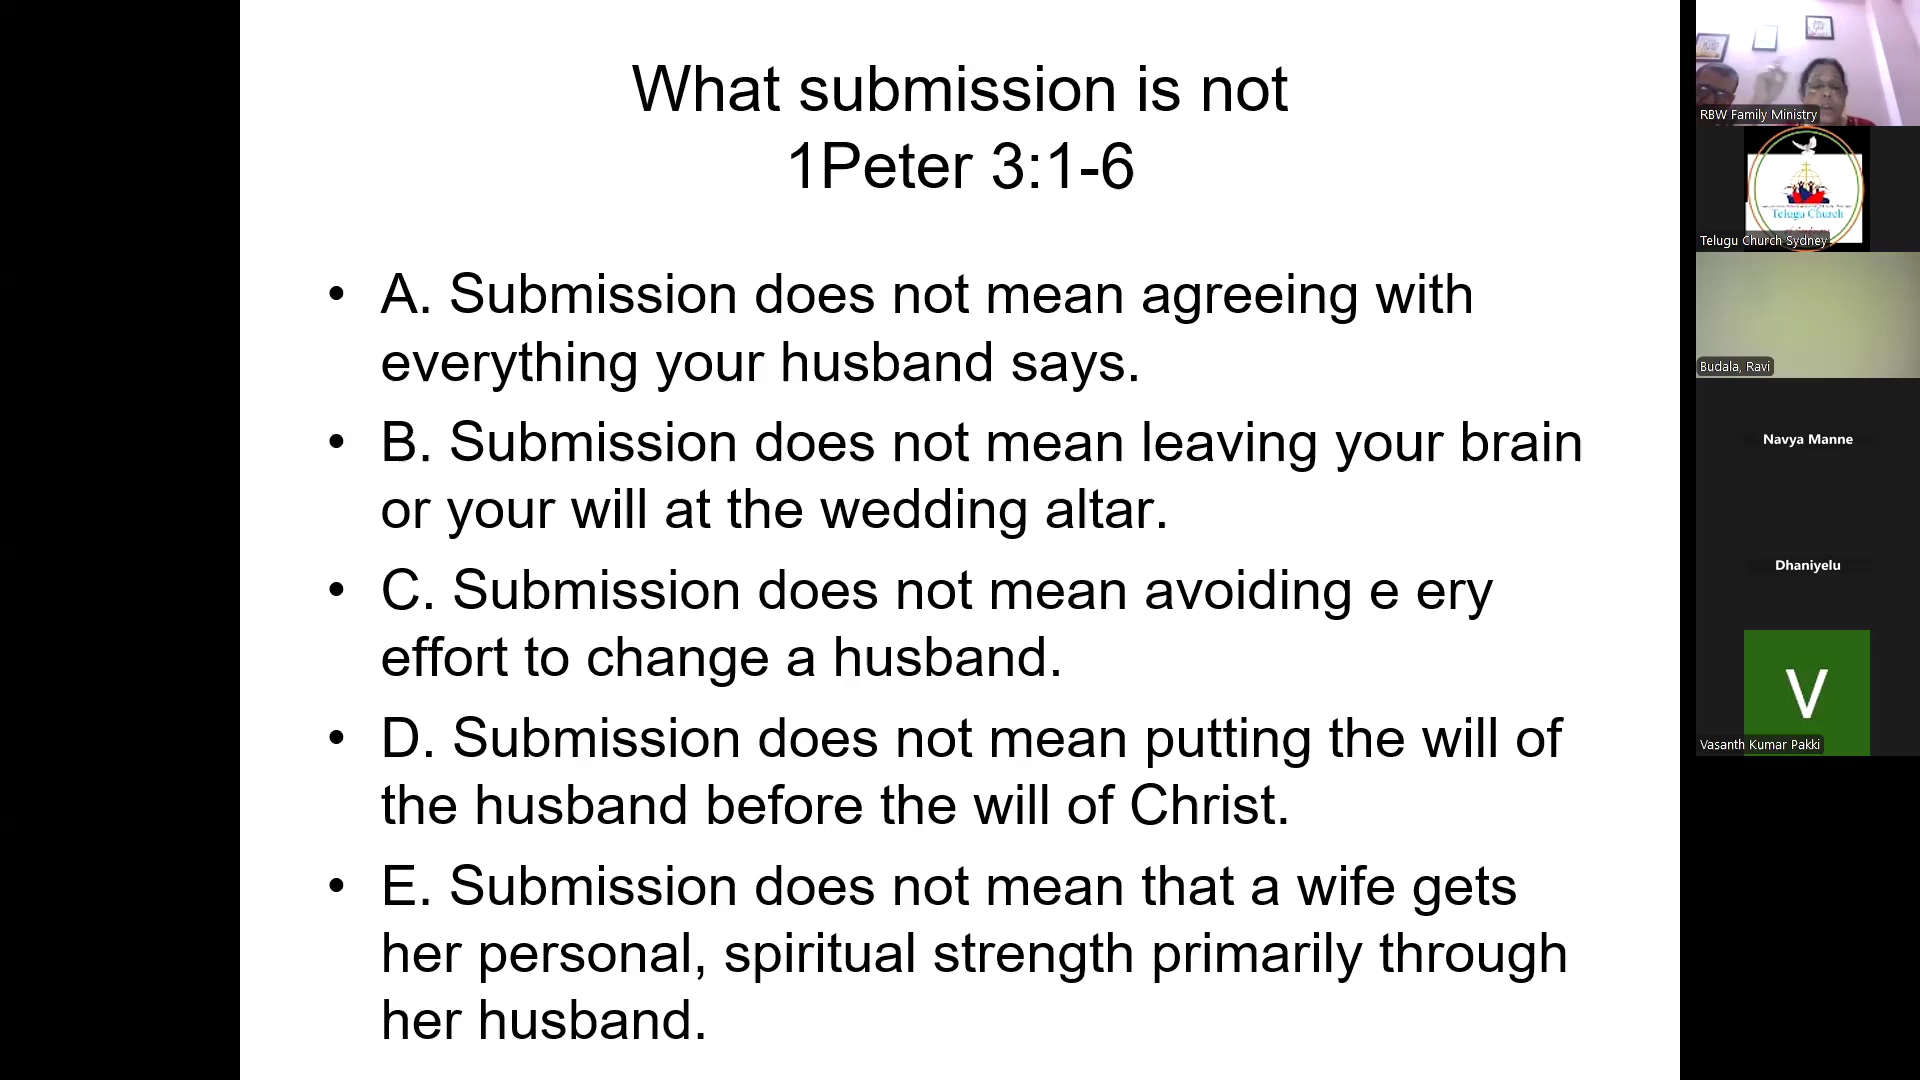 What submission is not
1Peter 3:1-6
• A. Submission does not mean agreeing with
everything your husband says.
• B. Submission does not mean leaving your brain
or your will at the wedding altar.
• C. Submission does not mean avoiding e ery
effort to change a husband.
• D. Submission does not mean putting the will of
the husband before the will of Christ.
• E. Submission does not mean that a wife gets
her personal, spiritual strength primarily through
her husband.
RBW Family Ministry
Telugu Church
Telugu Church Sydney
Budala, Ravi
Navya Manne
Dhaniyelu
V
Vasanth Kumar Pakki